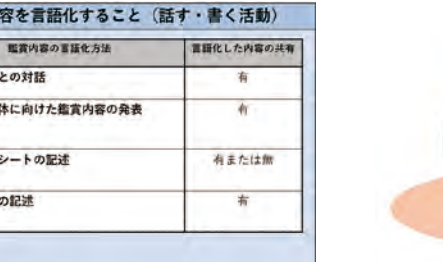 容を言語化すること（話す・書く活動）
鑑賞内容の言語化方法 言語化した内容の共有
との対話 有
体に向けた鑑賞内容の発表 有
シートの記述 有または無
の記述 有